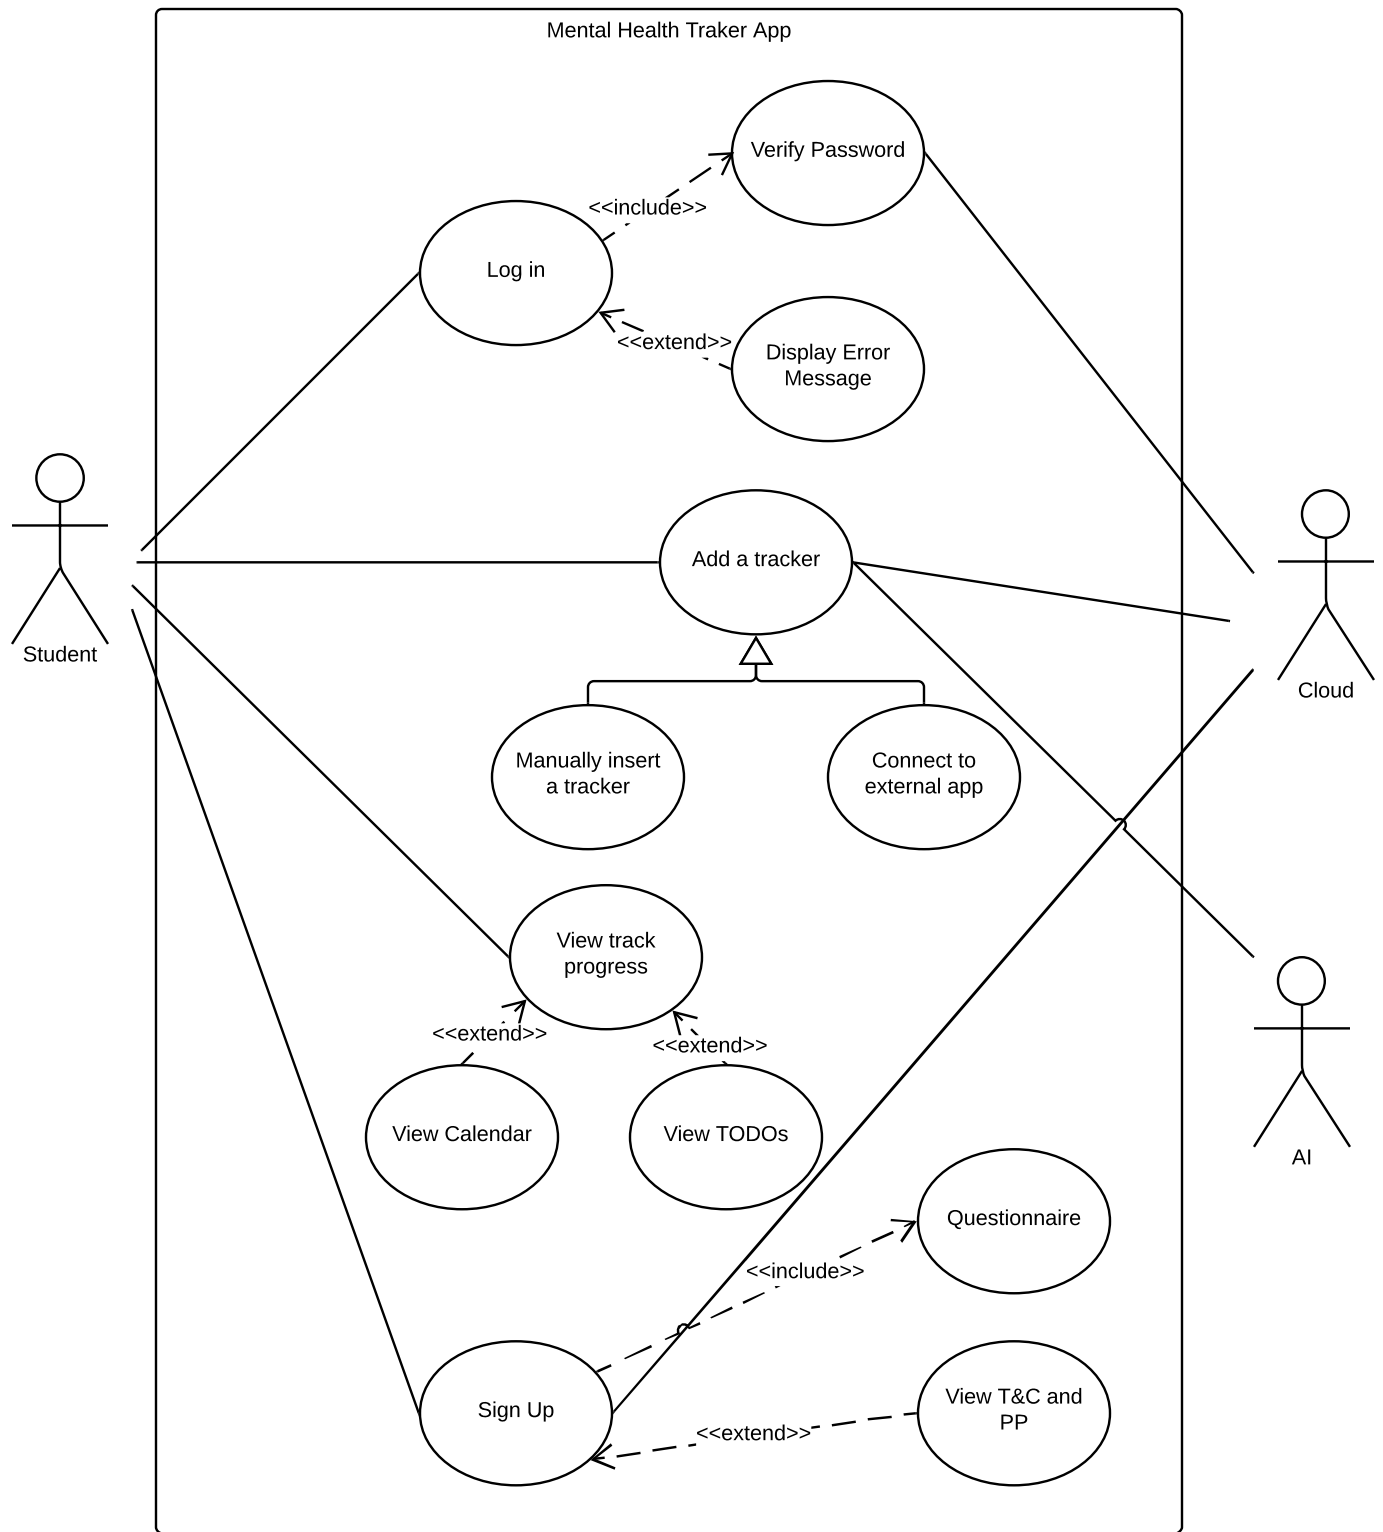 Mental Health Traker App
Verify Password
<<include>>
Log in
<<extend>>
Display Error
Message
Add a tracker
Student
Cloud
Manually insert
a tracker
Connect to
external app
View track
progress
<<extend>>
<<extend>>
View Calendar
View TODOs
AI
Questionnaire
<<include>>
Sign Up
View T&C and
PP
<<extend>>